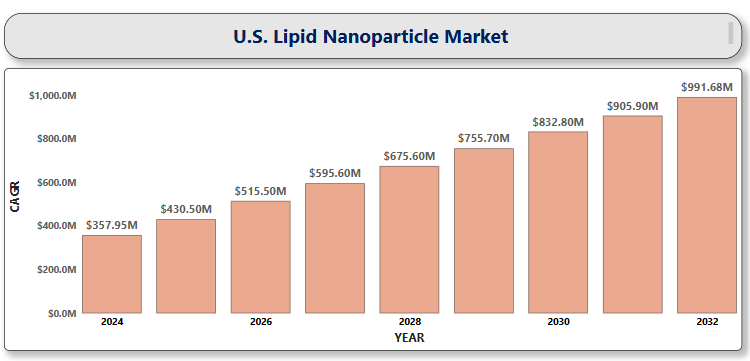 U.S. Lipid Nanoparticle Market
$1,000.0M
$800.0M
$600.0M
$400.0M
$200.0M
$0.0M
CAGR
$357.95M
$430.50M
$515.50M
$595.60M
$675.60M
$755.70M
$832.80M
$905.90M
$991.68M
2024
2026
2028
2030
2032
YEAR